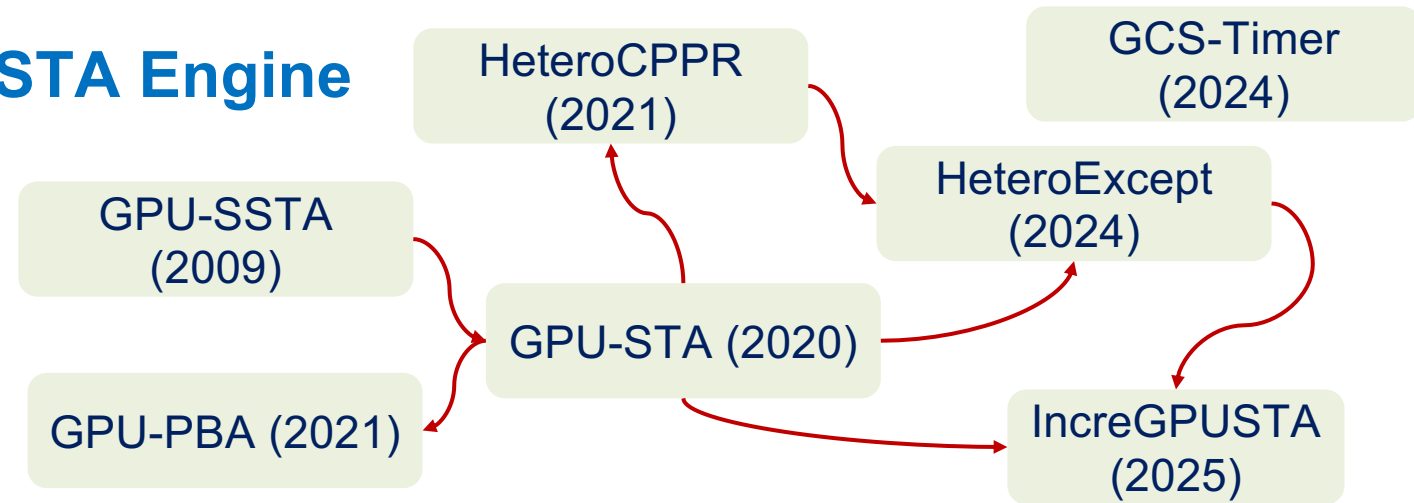 STA Engine
HeteroCPPR
(2021)
GCS-Timer
(2024)
GPU-SSTA
(2009)
HeteroExcept
(2024)
GPU-STA (2020)
GPU-PBA (2021)
IncreGPUSTA
(2025)